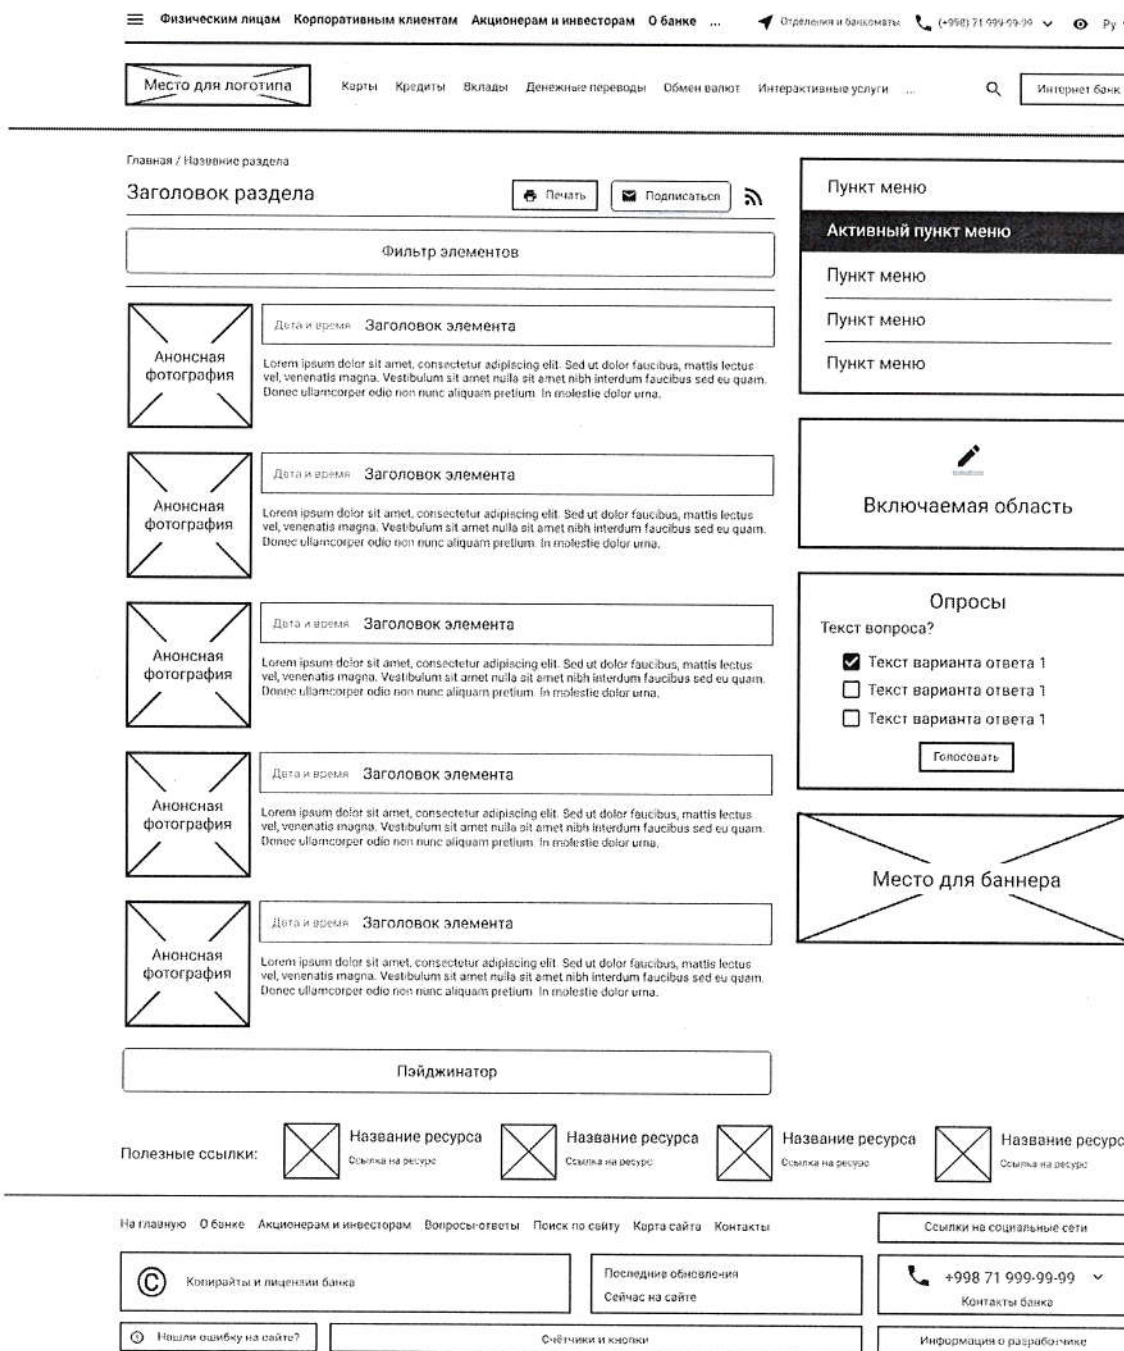 Физическим лицам Корпоративным клиентам Акционерам и инвесторам О банке ... Отделения и банкоматы (+998) 71 999-99-99 Ру
Место для логотипа Карты Кредиты Вклады Денежные переводы Обмен валют Интерактивные услуги ... Интернет банк
Главная / Название раздела
Заголовок раздела Печать Подписаться
Фильтр элементов
Анонсная
фотография
Дата и время Заголовок элемента
Lorem ipsum dolor sit amet, consectetur adipiscing elit. Sed ut dolor faucibus, mattis lectus
vel, venenatis magna. Vestibulum sit amet nulla sit amet nibh interdum faucibus sed eu quam.
Donec ullamcorper odio non nunc aliquam pretium. In molestie dolor urna.
Анонсная
фотография
Дата и время Заголовок элемента
Lorem ipsum dolor sit amet, consectetur adipiscing elit. Sed ut dolor faucibus, mattis lectus
vel, venenatis magna. Vestibulum sit amet nulla sit amet nibh interdum faucibus sed eu quam.
Donec ullamcorper odio non nunc aliquam pretium. In molestie dolor urna.
Анонсная
фотография
Дата и время Заголовок элемента
Lorem ipsum dolor sit amet, consectetur adipiscing elit. Sed ut dolor faucibus, mattis lectus
vel, venenatis magna. Vestibulum sit amet nulla sit amet nibh interdum faucibus sed eu quam.
Donec ullamcorper odio non nunc aliquam pretium. In molestie dolor urna.
Анонсная
фотография
Дата и время Заголовок элемента
Lorem ipsum dolor sit amet, consectetur adipiscing elit. Sed ut dolor faucibus, mattis lectus
vel, venenatis magna. Vestibulum sit amet nulla sit amet nibh interdum faucibus sed eu quam.
Donec ullamcorper odio non nunc aliquam pretium. In molestie dolor urna.
Анонсная
фотография
Дата и время Заголовок элемента
Lorem ipsum dolor sit amet, consectetur adipiscing elit. Sed ut dolor faucibus, mattis lectus
vel, venenatis magna. Vestibulum sit amet nulla sit amet nibh interdum faucibus sed eu quam.
Donec ullamcorper odio non nunc aliquam pretium. In molestie dolor urna.
Пэйджинатор
Пункт меню
Активный пункт меню
Пункт меню
Пункт меню
Пункт меню
Включаемая область
Опросы
Текст вопроса?
Текст варианта ответа 1
Текст варианта ответа 1
Текст варианта ответа 1
Голосовать
Место для баннера
Полезные ссылки:
Название ресурса
Ссылка на ресурс
Название ресурса
Ссылка на ресурс
Название ресурса
Ссылка на ресурс
Название ресурс
Ссылка на ресурс
На главную О банке Акционерам и инвесторам Вопросы-ответы Поиск по сайту Карта сайта Контакты
Ссылки на социальные сети
© Копирайты и лицензии банка
Последние обновления
Сейчас на сайте
+998 71 999-99-99
Контакты банка
Нашли ошибку на сайте?
Счётчики и кнопки
Информация о разработчике